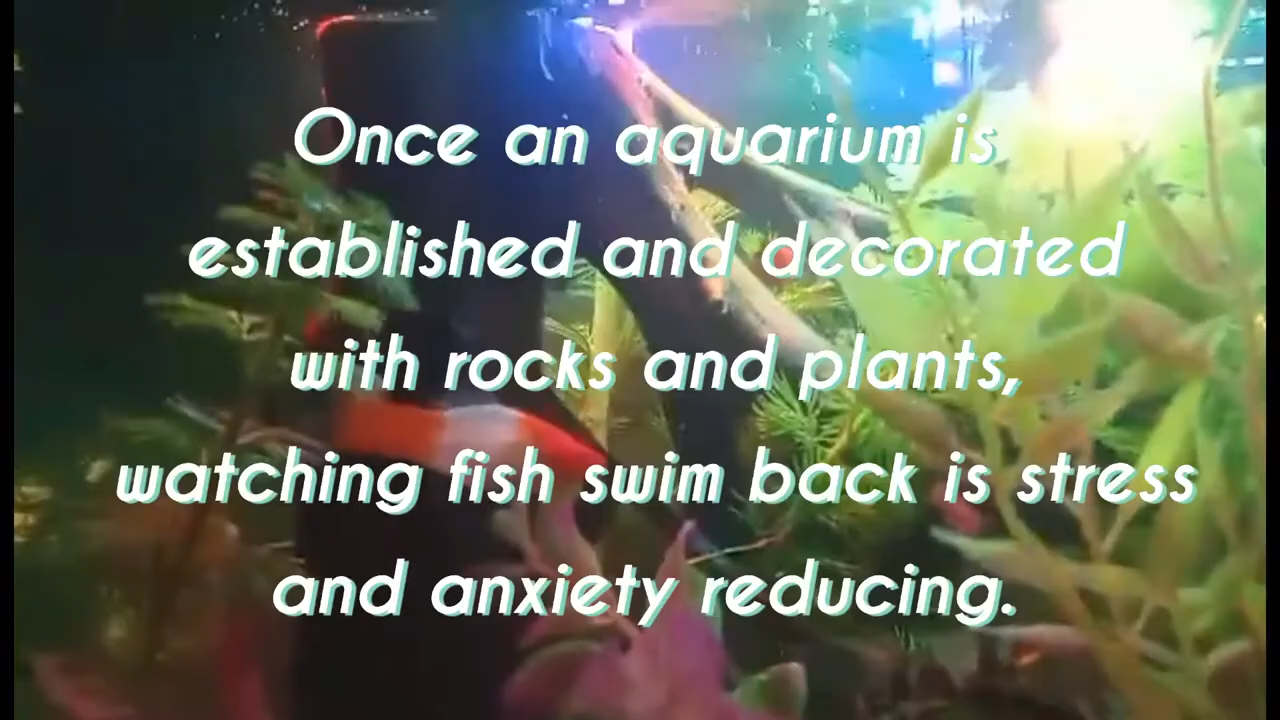 Once an aquarium is
established and decorated
with rocks and plants,
watching fish swim back is stress
and anxiety reducing.